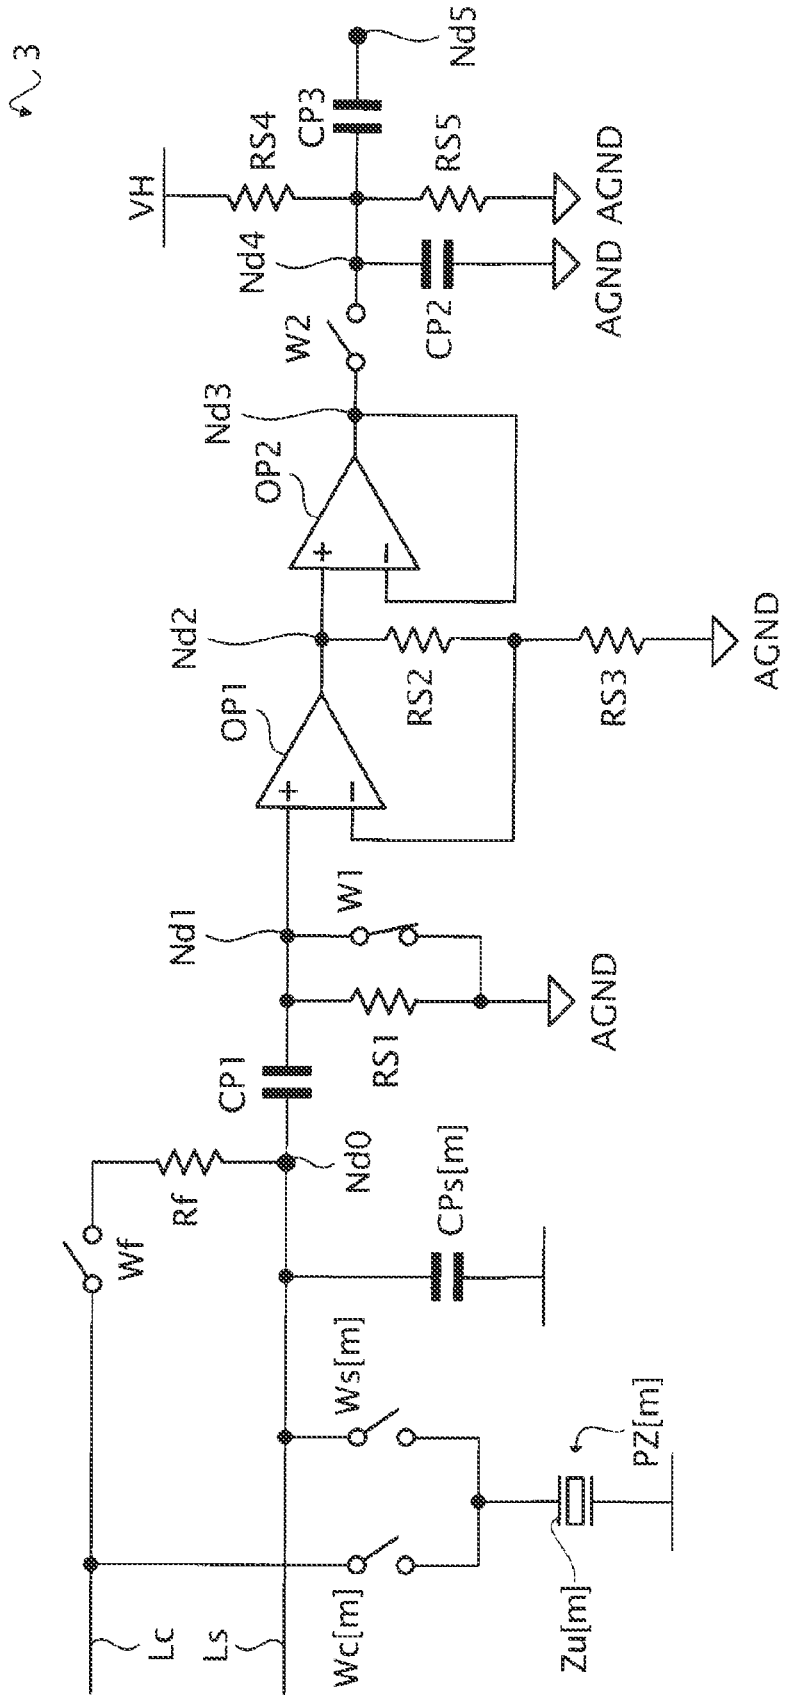 3
VH
RS4
CP3
Nd5
Nd4
RS5
W2
CP2
AGND
AGND
Nd3
OP2
Nd2
OP1
RS2
RS3
AGND
Nd1
W1
CP1
RS1
AGND
Rf
Nd0
Wf
CPs[m]
Ws[m]
Lc
Ls
Wc[m]
Zu[m]
PZ[m]
+
−
+
−